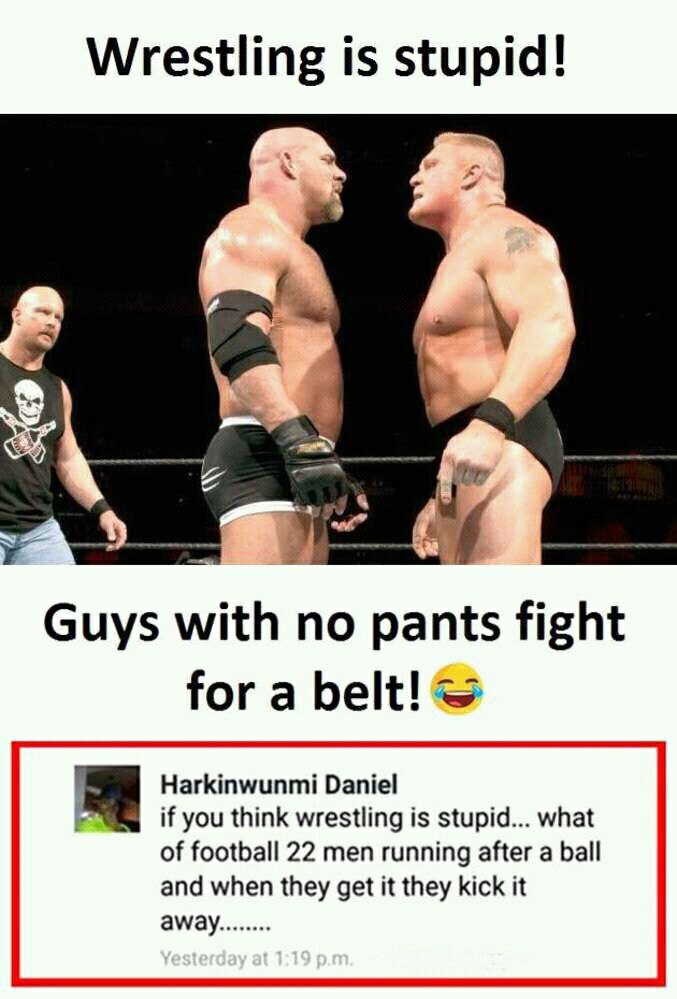 Wrestling is stupid!
Guys with no pants fight
for a belt!😂
Harkinwunmi Daniel
if you think wrestling is stupid... what
of football 22 men running after a ball
and when they get it they kick it
away........
Yesterday at 1:19 p.m.